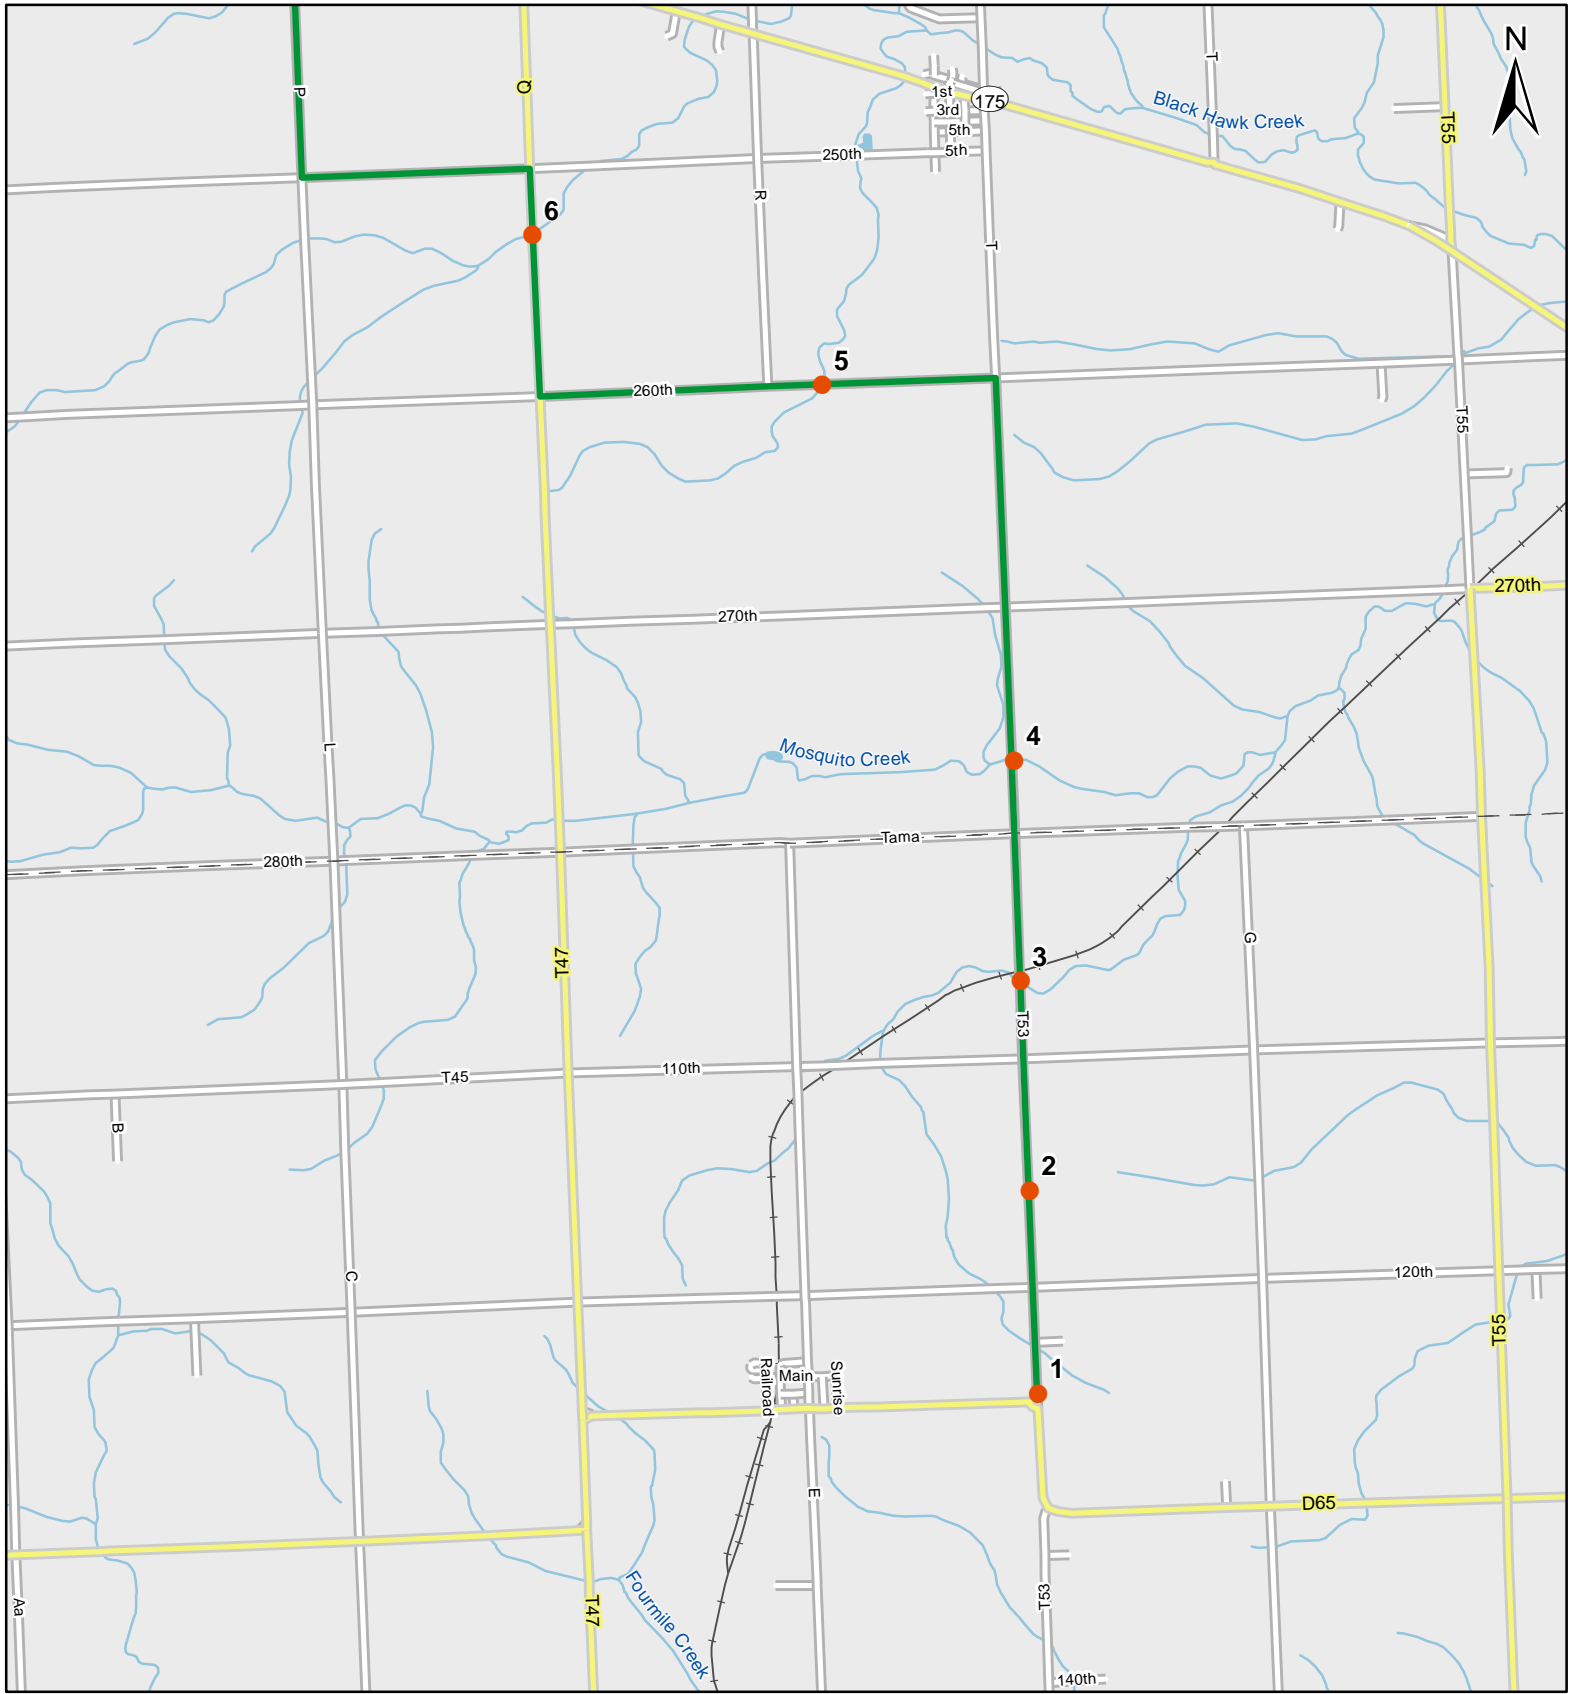 N
P
Q
T
1st
175
3rd
Black Hawk Creek
T55
5th
250th
5th
R
6
T
5
260th
T55
270th
270th
L
4
Mosquito Creek
Tama
280th
G
T47
3
T53
110th
T45
B
2
C
120th
T55
1
Main
Railroad
Sunrise
E
D65
T53
Aa
T47
Fourmile Creek
140th